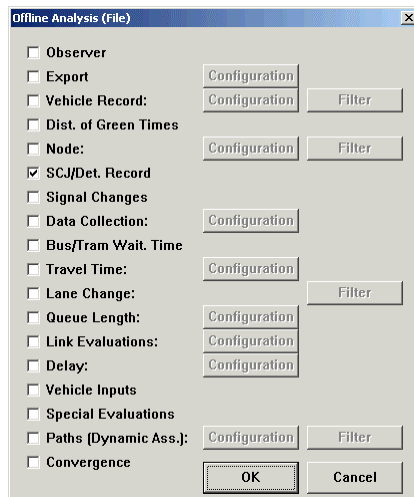 Offline Analysis (File)
Observer
Export Configuration
Vehicle Record: Configuration Filter
Dist. of Green Times
Node: Configuration Filter
SCJ/Det. Record
Signal Changes
Data Collection: Configuration
Bus/Tram Wait. Time
Travel Time: Configuration
Lane Change: Filter
Queue Length: Configuration
Link Evaluations: Configuration
Delay: Configuration
Vehicle Inputs
Special Evaluations
Paths (Dynamic Ass.): Configuration Filter
Convergence
OK Cancel